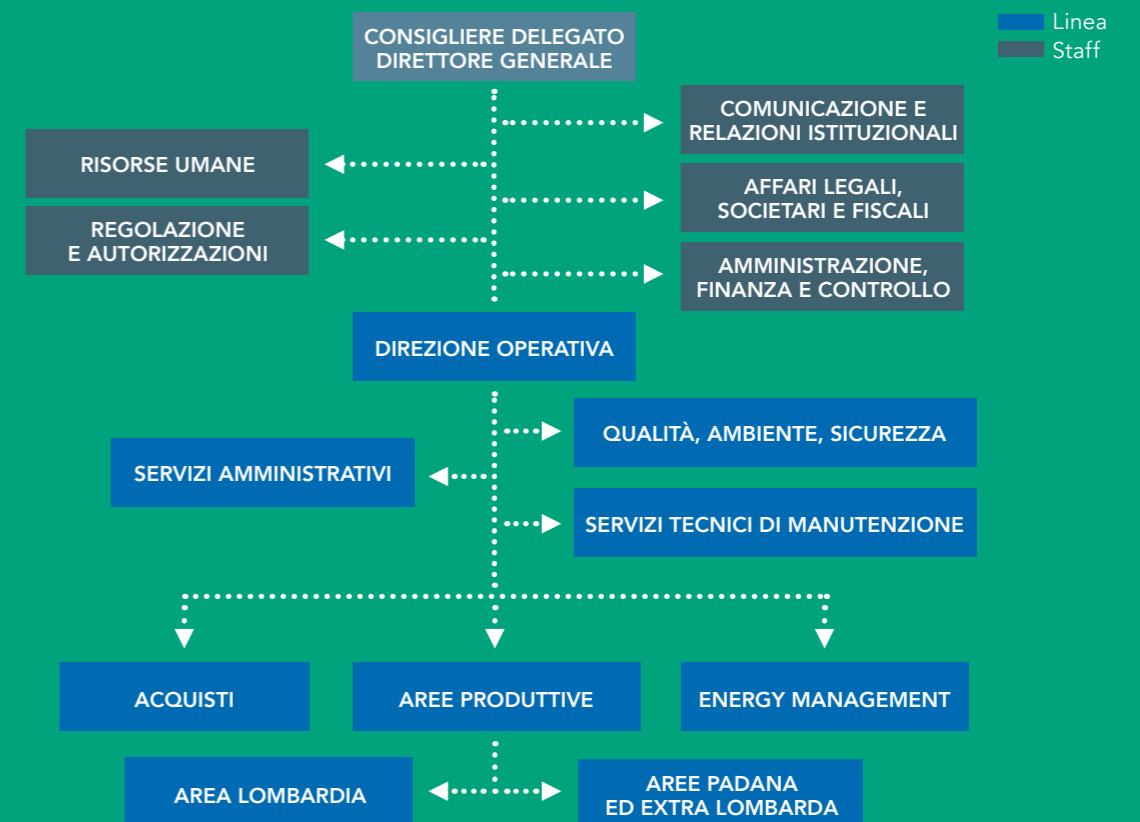 CONSIGLIERE DELEGATO
DIRETTORE GENERALE
Linea
Staff
COMUNICAZIONE E
RELAZIONI ISTITUZIONALI
RISORSE UMANE
AFFARI LEGALI,
SOCIETARI E FISCALI
REGOLAZIONE
E AUTORIZZAZIONI
AMMINISTRAZIONE,
FINANZA E CONTROLLO
DIREZIONE OPERATIVA
QUALITÀ, AMBIENTE, SICUREZZA
SERVIZI AMMINISTRATIVI
SERVIZI TECNICI DI MANUTENZIONE
ACQUISTI
AREE PRODUTTIVE
ENERGY MANAGEMENT
AREA LOMBARDIA
AREE PADANA
ED EXTRA LOMBARDA